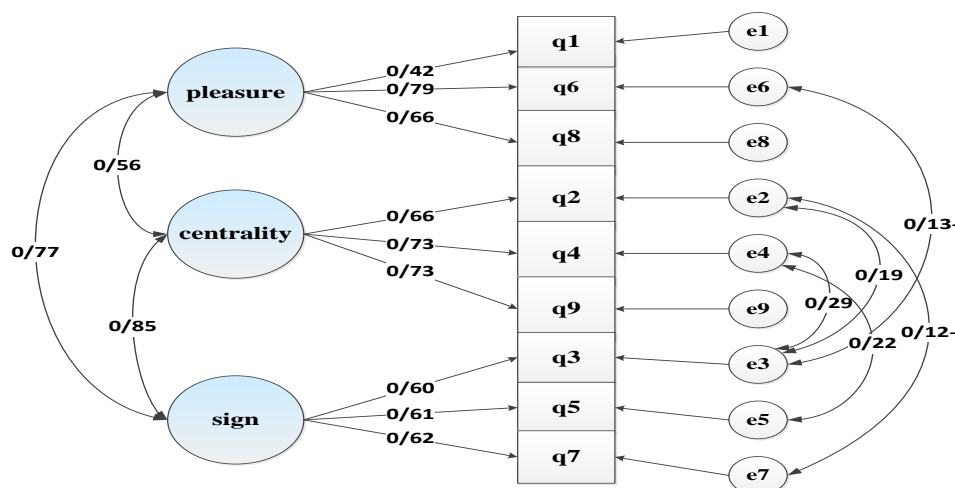 pleasure
centrality
sign
0/77
0/56
0/85
0/42
0/79
0/66
0/66
0/73
0/73
0/60
0/61
0/62
q1
q6
q8
q2
q4
q9
q3
q5
q7
e1
e6
e8
e2
e4
e9
e3
e5
e7
0/13-
0/19
0/29
0/12-
0/22